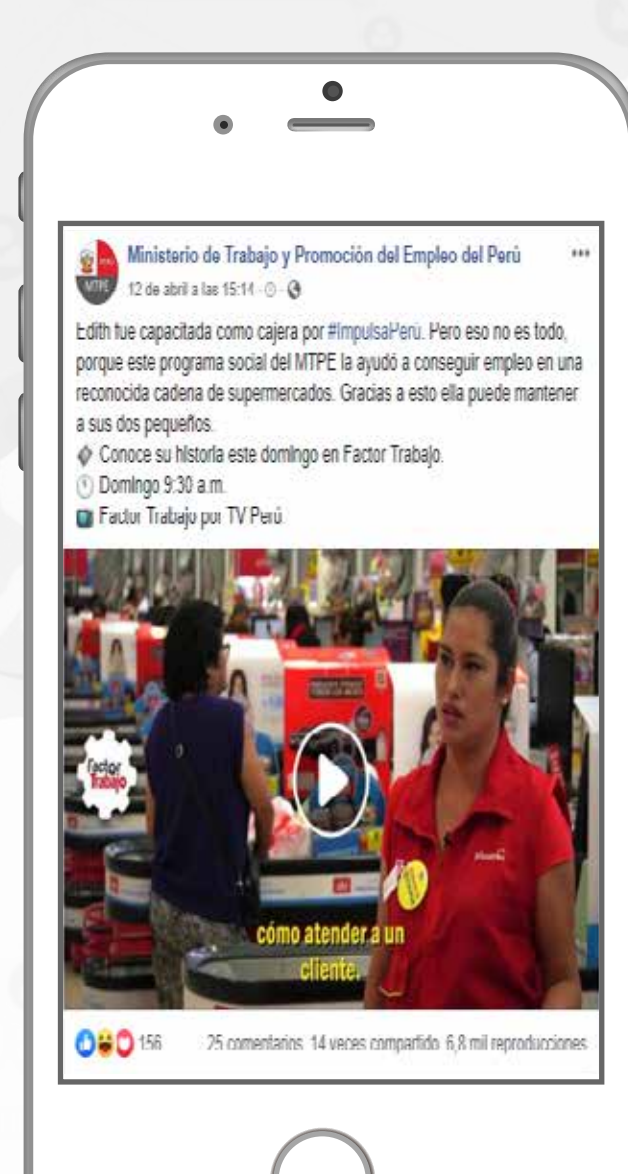 Ministerio de Trabajo y Promoción del Empleo del Perú
MTPE
PERÚ
12 de abril a las 15:14
Edith fue capacitada como cajera por #ImpulsaPerú. Pero eso no es todo,
porque este programa social del MTPE la ayudó a conseguir empleo en una
reconocida cadena de supermercados. Gracias a esto ella puede mantener
a sus dos pequeños.
Conoce su historia este domingo en Factor Trabajo.
Domingo 9:30 a.m.
Factor Trabajo por TV Perú
Factor
Trabajo
cómo atender a un
cliente.
156 25 comentarios 14 veces compartido 6,8 mil reproducciones